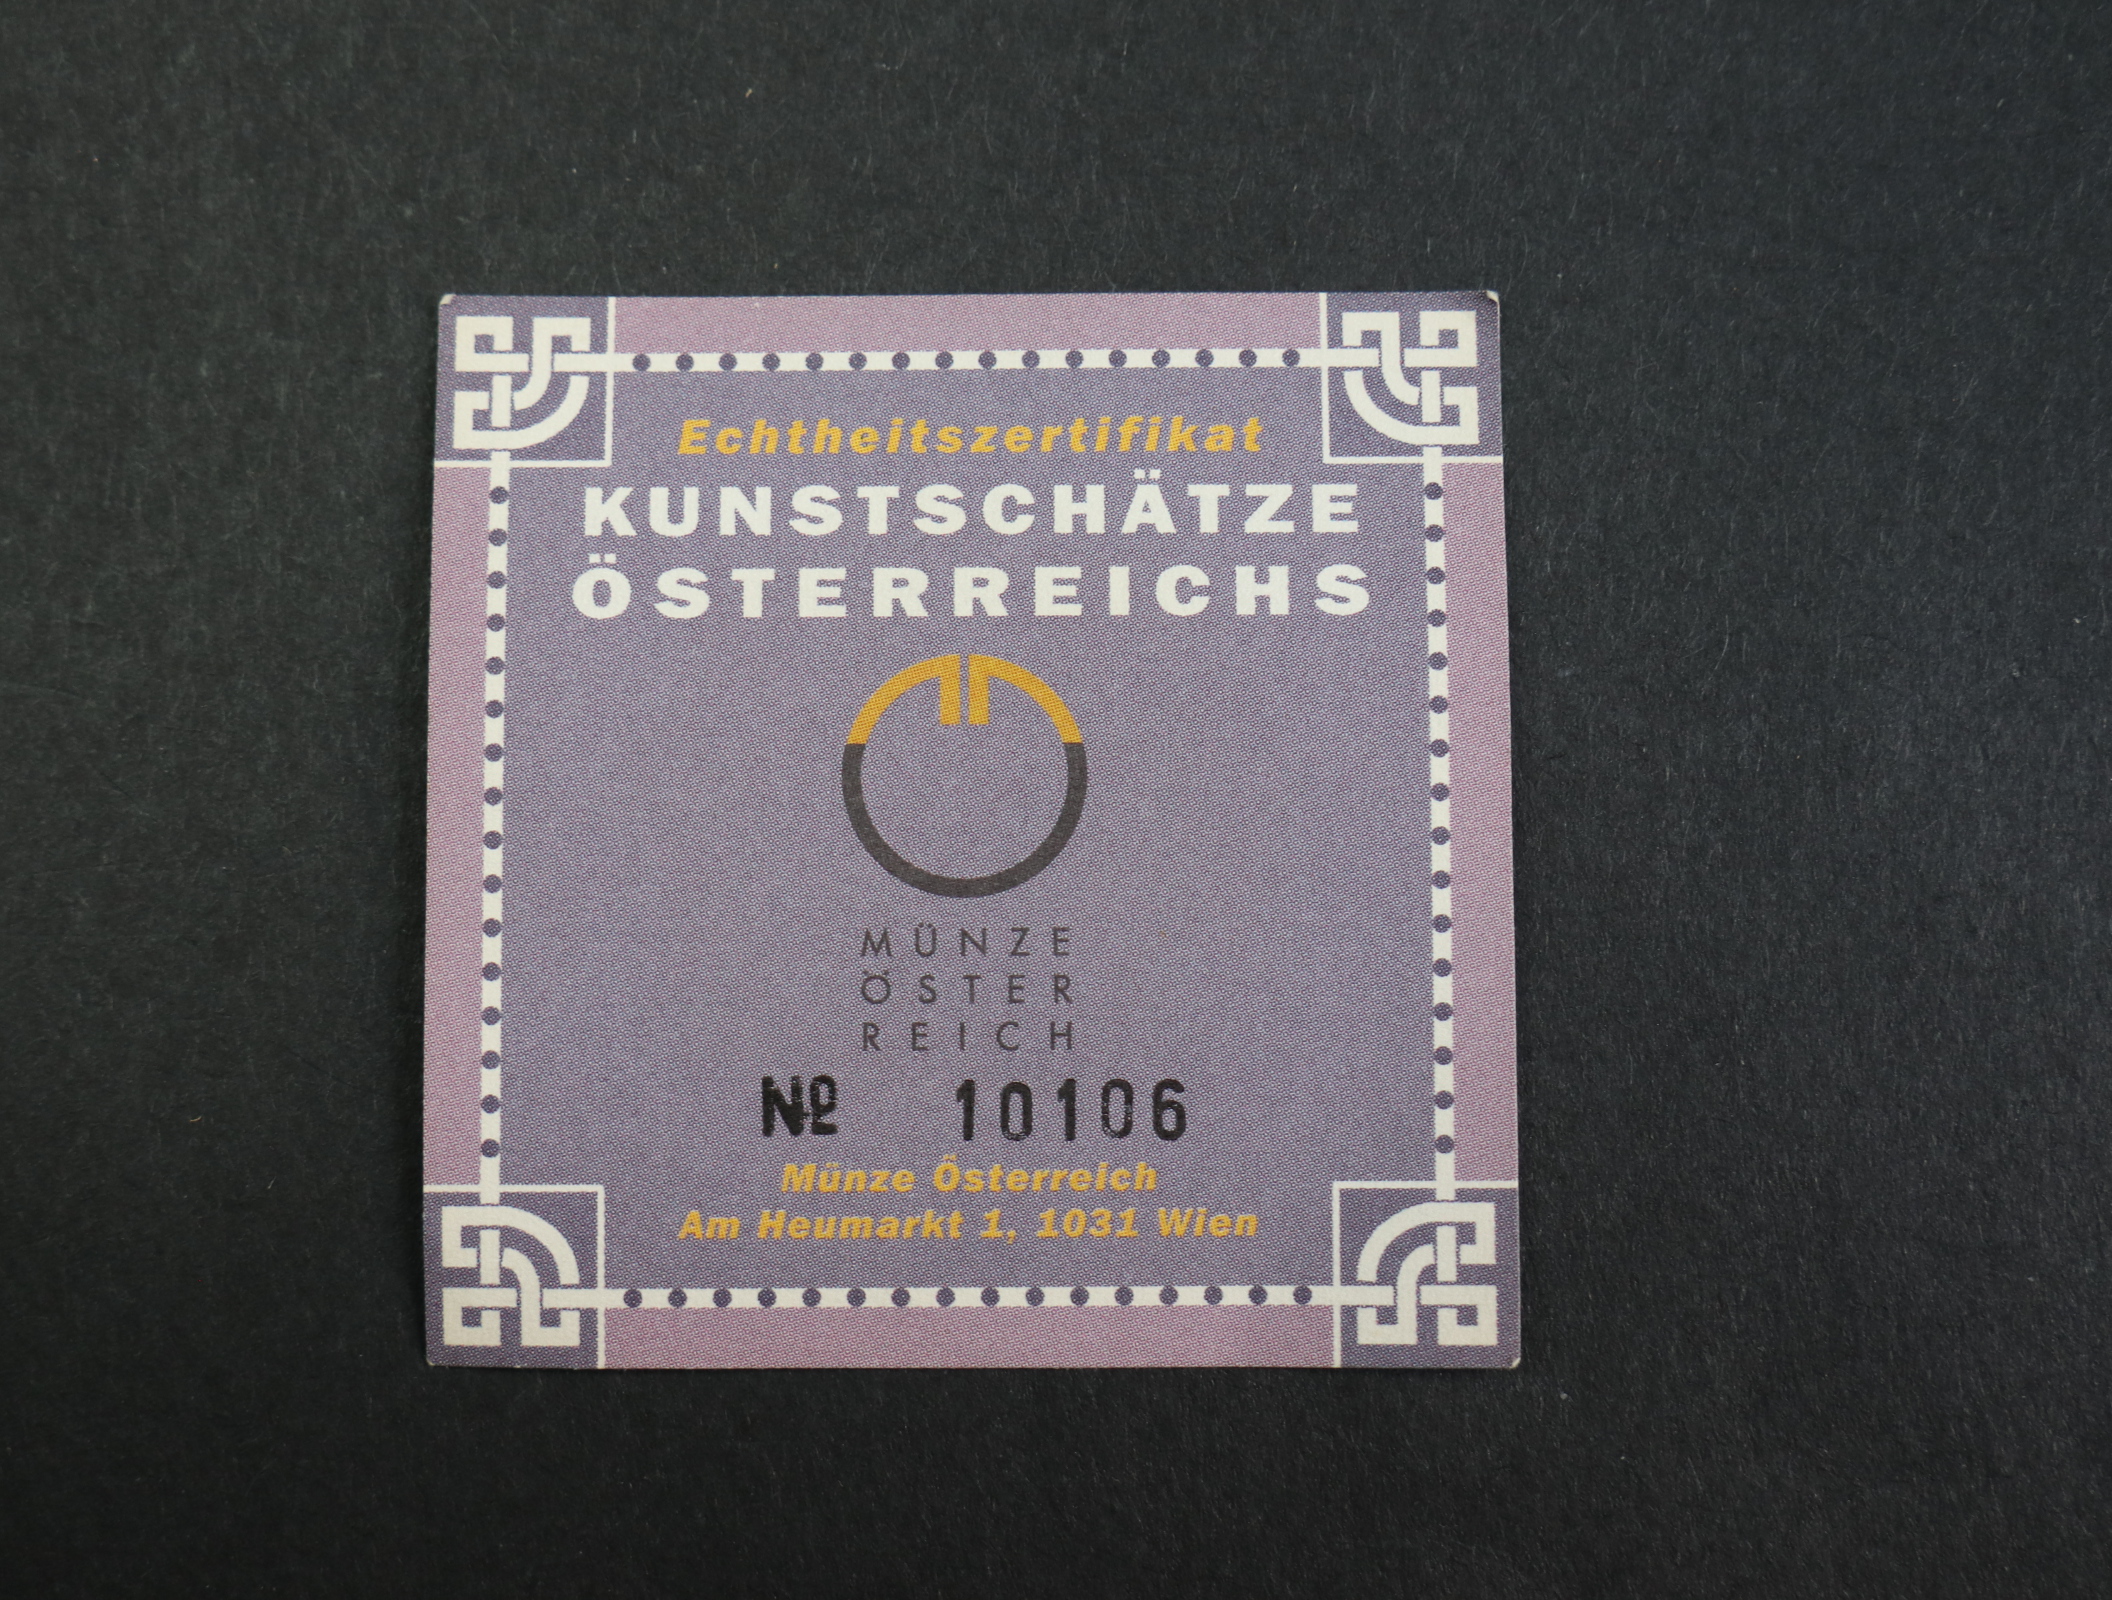 Echtheitszertifikat
KUNSTSCHÄTZE
ÖSTERREICHS
MÜNZE
ÖSTER
REICH
№ 10106
Münze Österreich
Am Heumarkt 1, 1031 Wien